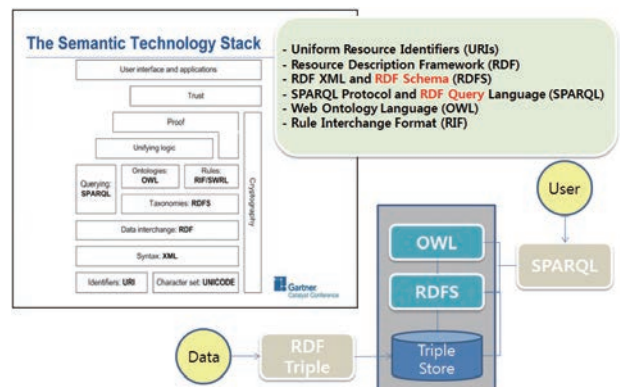 The Semantic Technology Stack
User interface and applications
Trust
Proof
Unifying logic
Querying:
SPARQL
Ontologies:
OWL
Rules:
RIF/SWRL
Taxonomies: RDFS
Cryptography
Data interchange: RDF
Syntax: XML
Identifiers: URI
Character set: UNICODE
Gartner
Catalyst Conference
- Uniform Resource Identifiers (URIs)
- Resource Description Framework (RDF)
- RDF XML and RDF Schema (RDFS)
- SPARQL Protocol and RDF Query Language (SPARQL)
- Web Ontology Language (OWL)
- Rule Interchange Format (RIF)
User
OWL
SPARQL
RDFS
Data
RDF
Triple
Triple
Store